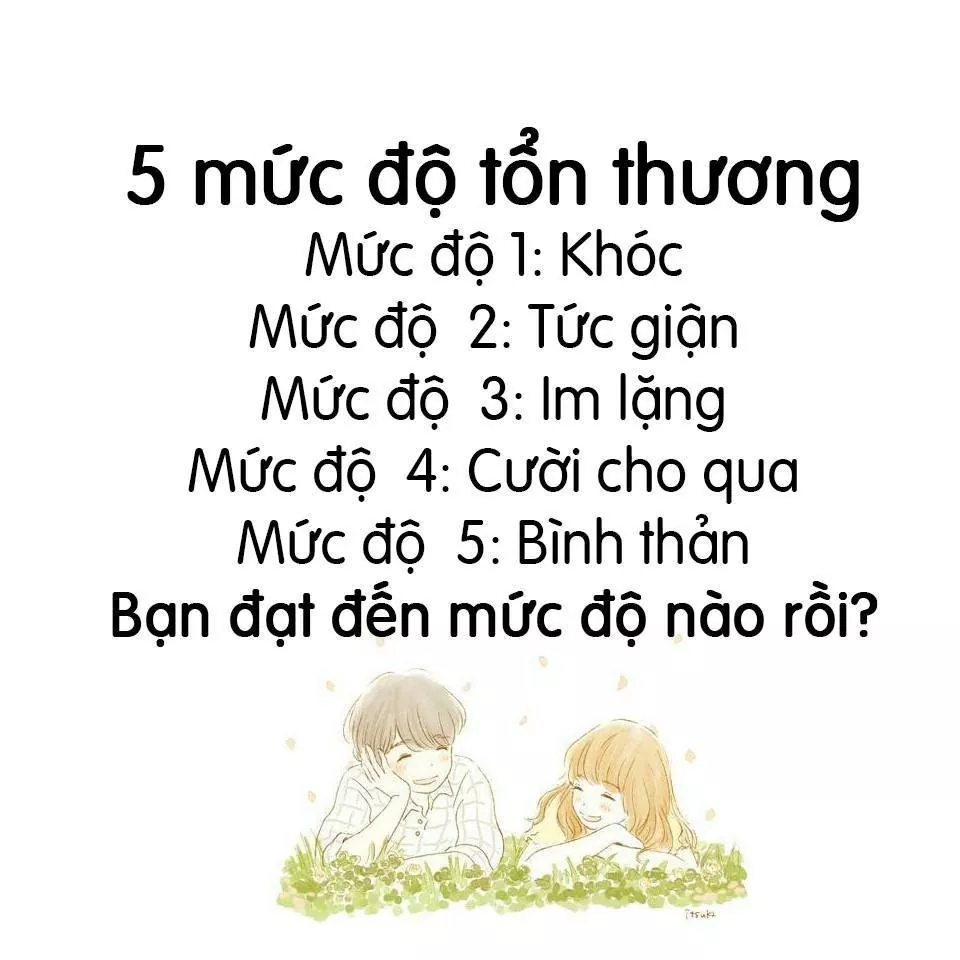 5 mức độ tổn thương
Mức độ 1: Khóc
Mức độ 2: Tức giận
Mức độ 3: Im lặng
Mức độ 4: Cười cho qua
Mức độ 5: Bình thản
Bạn đạt đến mức độ nào rồi?
itsuka